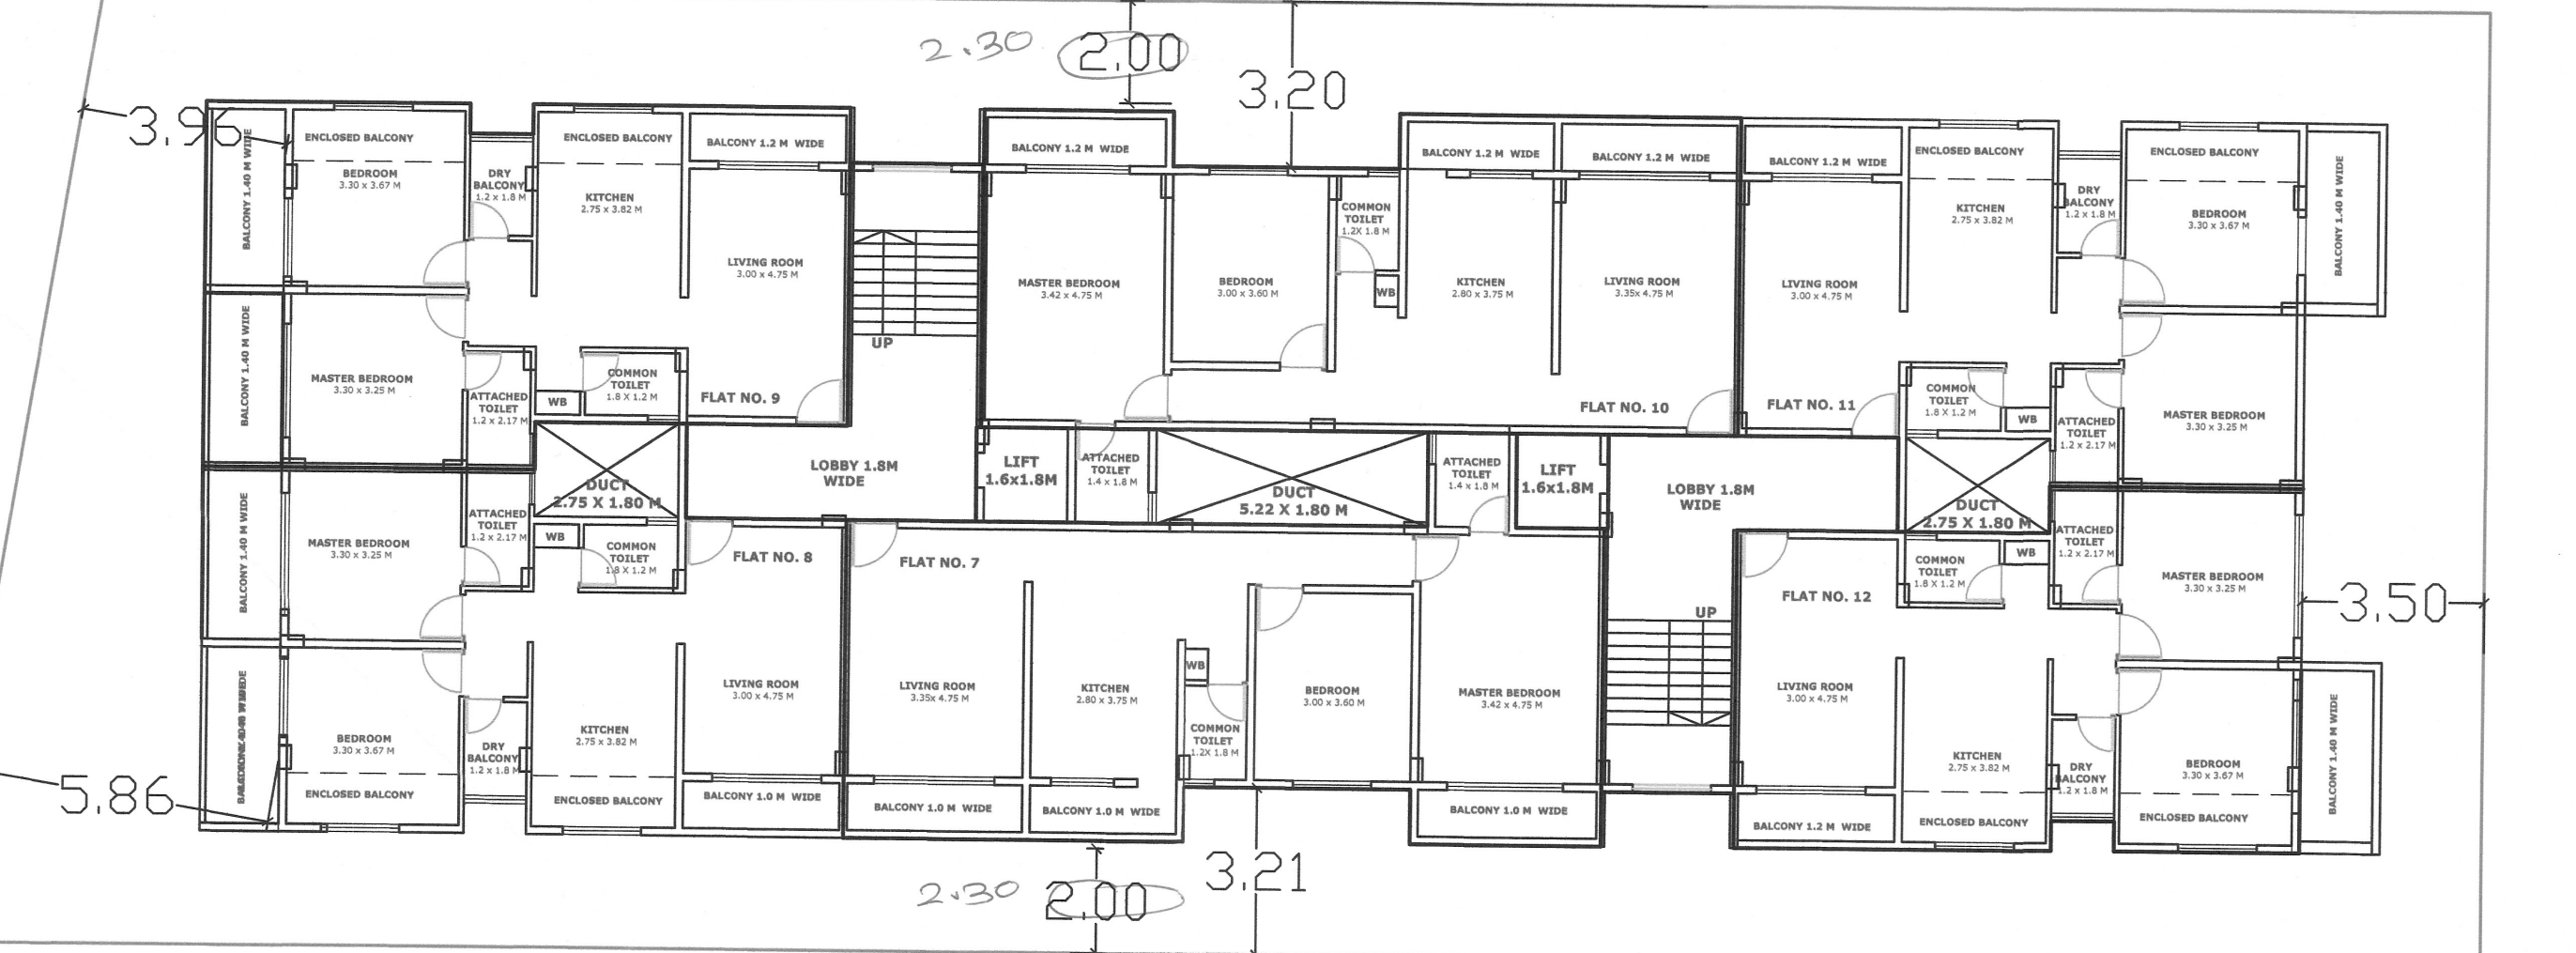 2.30
2.00
3.20
3.96
BALCONY 1.40 M WIDE
ENCLOSED BALCONY
BEDROOM
3.30 x 3.67 M
DRY
BALCONY
1.2 x 1.8 M
ENCLOSED BALCONY
KITCHEN
2.75 x 3.82 M
BALCONY 1.2 M WIDE
LIVING ROOM
3.00 x 4.75 M
FLAT NO. 9
UP
BALCONY 1.2 M WIDE
MASTER BEDROOM
3.42 x 4.75 M
BEDROOM
3.00 x 3.60 M
COMMON
TOILET
1.2X 1.8 M
WB
BALCONY 1.2 M WIDE
KITCHEN
2.80 x 3.75 M
BALCONY 1.2 M WIDE
LIVING ROOM
3.35x 4.75 M
FLAT NO. 10
BALCONY 1.2 M WIDE
LIVING ROOM
3.00 x 4.75 M
FLAT NO. 11
ENCLOSED BALCONY
KITCHEN
2.75 x 3.82 M
DRY
BALCONY
1.2 x 1.8 M
ENCLOSED BALCONY
BEDROOM
3.30 x 3.67 M
BALCONY 1.40 M WIDE
BALCONY 1.40 M WIDE
MASTER BEDROOM
3.30 x 3.25 M
ATTACHED
TOILET
1.2 x 2.17 M
WB
COMMON
TOILET
1.8 X 1.2 M
COMMON
TOILET
1.8 X 1.2 M
WB
ATTACHED
TOILET
1.2 x 2.17 M
MASTER BEDROOM
3.30 x 3.25 M
DUCT
2.75 X 1.80 M
LOBBY 1.8M
WIDE
LIFT
1.6x1.8M
ATTACHED
TOILET
1.4 x 1.8 M
DUCT
5.22 X 1.80 M
ATTACHED
TOILET
1.4 x 1.8 M
LIFT
1.6x1.8M
LOBBY 1.8M
WIDE
DUCT
2.75 X 1.80 M
BALCONY 1.40 M WIDE
MASTER BEDROOM
3.30 x 3.25 M
ATTACHED
TOILET
1.2 x 2.17 M
WB
COMMON
TOILET
1.8 X 1.2 M
FLAT NO. 8
FLAT NO. 7
FLAT NO. 12
COMMON
TOILET
1.8 X 1.2 M
WB
ATTACHED
TOILET
1.2 x 2.17 M
MASTER BEDROOM
3.30 x 3.25 M
3.50
UP
BEDROOM
3.30 x 3.67 M
ENCLOSED BALCONY
DRY
BALCONY
1.2 x 1.8 M
KITCHEN
2.75 x 3.82 M
ENCLOSED BALCONY
LIVING ROOM
3.00 x 4.75 M
BALCONY 1.0 M WIDE
LIVING ROOM
3.35x 4.75 M
BALCONY 1.0 M WIDE
KITCHEN
2.80 x 3.75 M
BALCONY 1.0 M WIDE
WB
COMMON
TOILET
1.2X 1.8 M
BEDROOM
3.00 x 3.60 M
MASTER BEDROOM
3.42 x 4.75 M
BALCONY 1.0 M WIDE
LIVING ROOM
3.00 x 4.75 M
BALCONY 1.2 M WIDE
KITCHEN
2.75 x 3.82 M
ENCLOSED BALCONY
DRY
BALCONY
1.2 x 1.8 M
BEDROOM
3.30 x 3.67 M
ENCLOSED BALCONY
BALCONY 1.40 M WIDE
5.86
3.21
2.30
2.00